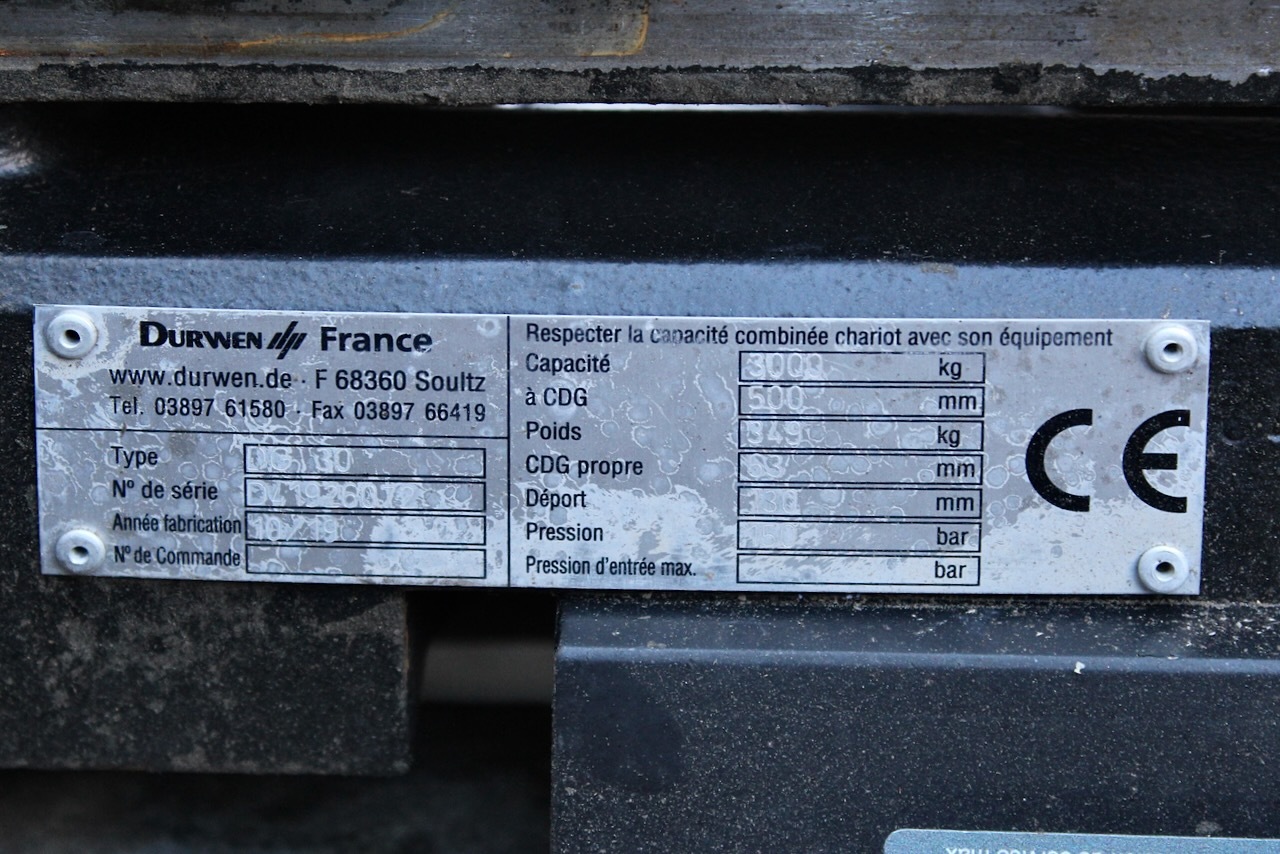 DURWEN France
www.durwen.de · F 68360 Soultz
Tel. 03897 61580 · Fax 03897 66419
Type
N° de série
Année fabrication
N° de Commande
Respecter la capacité combinée chariot avec son équipement
Capacité 3000 kg
à CDG 500 mm
Poids 349 kg
CDG propre mm
Déport mm
Pression bar
Pression d'entrée max. bar
CE